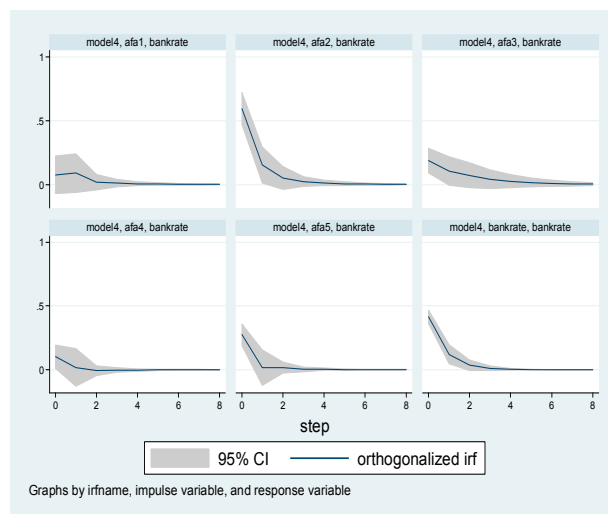 model4, afa1, bankrate
model4, afa2, bankrate
model4, afa3, bankrate
1
.5
0
model4, afa4, bankrate
model4, afa5, bankrate
model4, bankrate, bankrate
1
.5
0
0 2 4 6 8
0 2 4 6 8
0 2 4 6 8
step
95% CI
orthogonalized irf
Graphs by irfname, impulse variable, and response variable